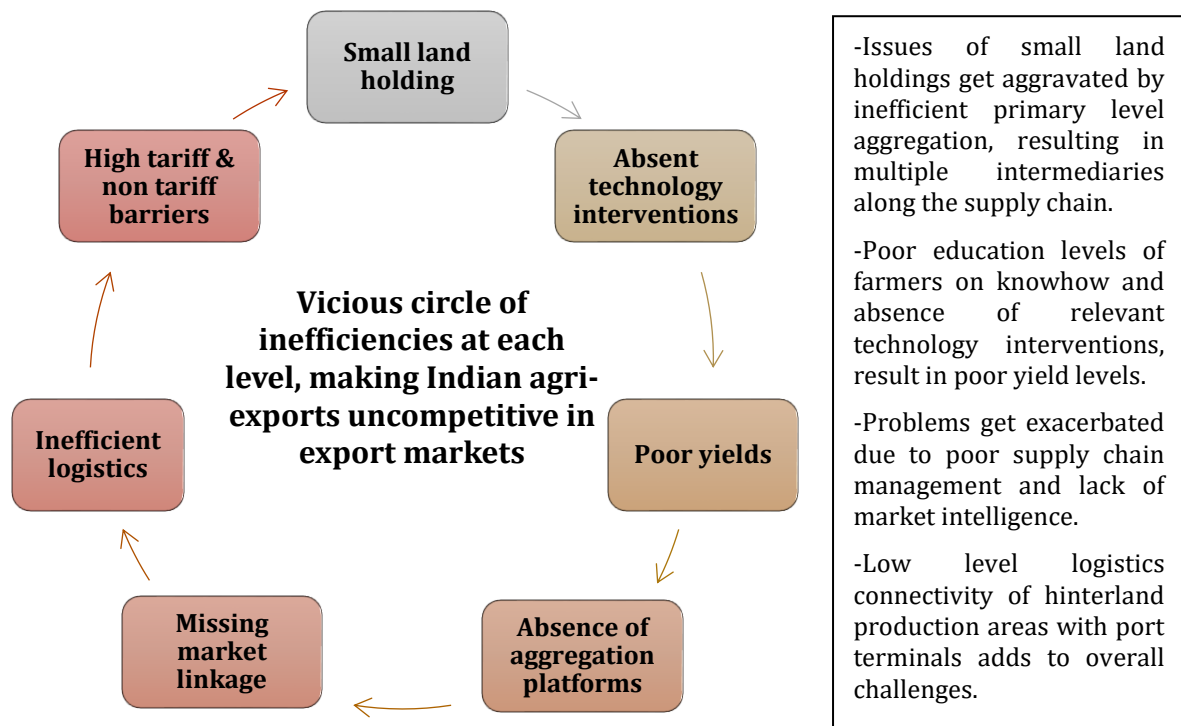 Small land
holding
Absent
technology
interventions
Poor yields
Absence of
aggregation
platforms
Missing
market
linkage
Inefficient
logistics
High tariff &
non tariff
barriers
Vicious circle of
inefficiencies at each
level, making Indian agri-
exports uncompetitive in
export markets
-Issues of small land
holdings get aggravated by
inefficient primary level
aggregation, resulting in
multiple intermediaries
along the supply chain.
-Poor education levels of
farmers on knowhow and
absence of relevant
technology interventions,
result in poor yield levels.
-Problems get exacerbated
due to poor supply chain
management and lack of
market intelligence.
-Low level logistics
connectivity of hinterland
production areas with port
terminals adds to overall
challenges.